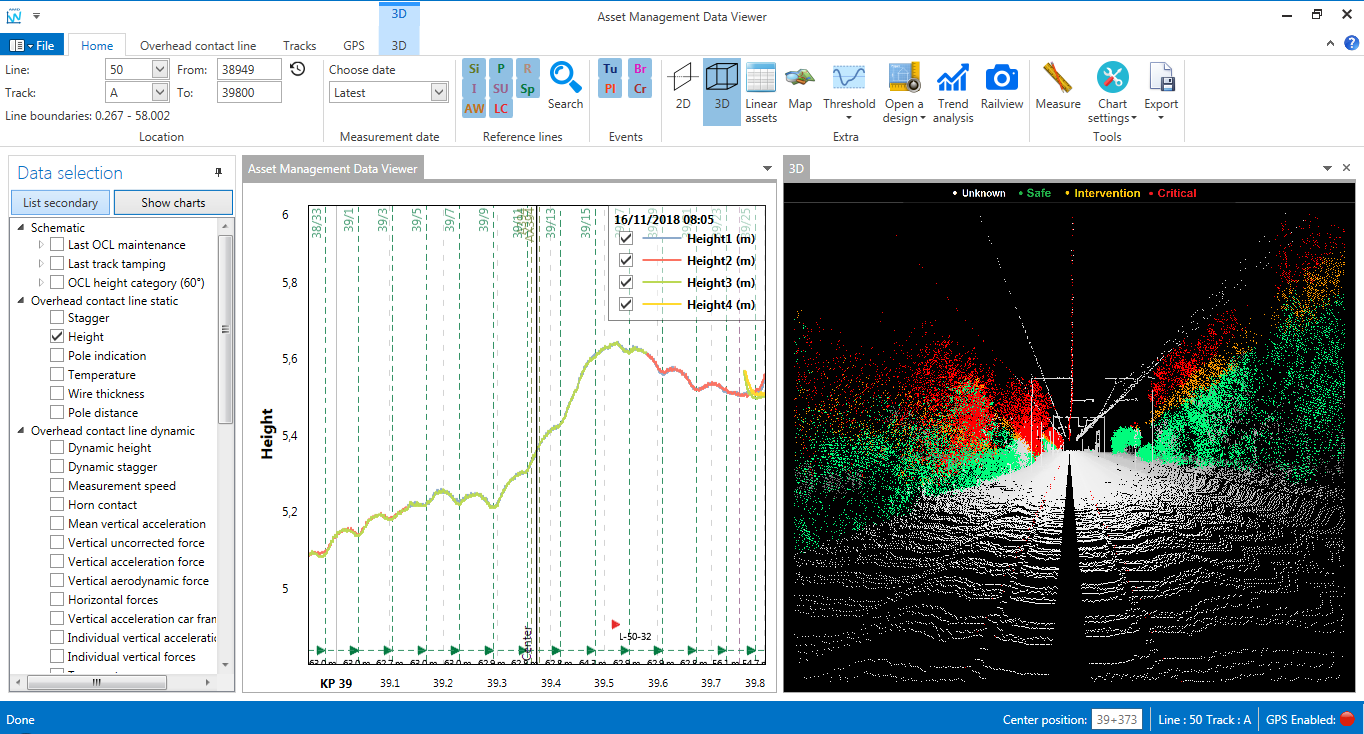 Asset Management Data Viewer
3D
File Home Overhead contact line Tracks GPS 3D
Line: 50 From: 38949
Track: A To: 39800
Line boundaries: 0.267 - 58.002
Location
Choose date
Latest
Measurement date
Si P R
I SU Sp
AW LC
Search
Reference lines
Tu Br
Pl Cr
Events
2D
3D
Linear assets
Map
Threshold
Open a design
Trend analysis
Railview
Extra
Measure
Chart settings
Export
Tools
Data selection
List secondary Show charts
Schematic
Last OCL maintenance
Last track tamping
OCL height category (60°)
Overhead contact line static
Stagger
Height
Pole indication
Temperature
Wire thickness
Pole distance
Overhead contact line dynamic
Dynamic height
Dynamic stagger
Measurement speed
Horn contact
Mean vertical acceleration
Vertical uncorrected force
Vertical acceleration force
Vertical aerodynamic force
Horizontal forces
Vertical acceleration car fran
Individual vertical acceleratio
Individual vertical forces
Asset Management Data Viewer
6
5,8
5,6
5,4
5,2
5
Height
38/33 39/1 39/3 39/5 39/7 39/9 39/11 39/13 39/15 39/23 39/25
16/11/2018 08:05
Height1 (m)
Height2 (m)
Height3 (m)
Height4 (m)
Center
L-50-32
KP 39 39.1 39.2 39.3 39.4 39.5 39.6 39.7 39.8
3D
Unknown Safe Intervention Critical
Done
Center position: 39+373 Line : 50 Track : A GPS Enabled: